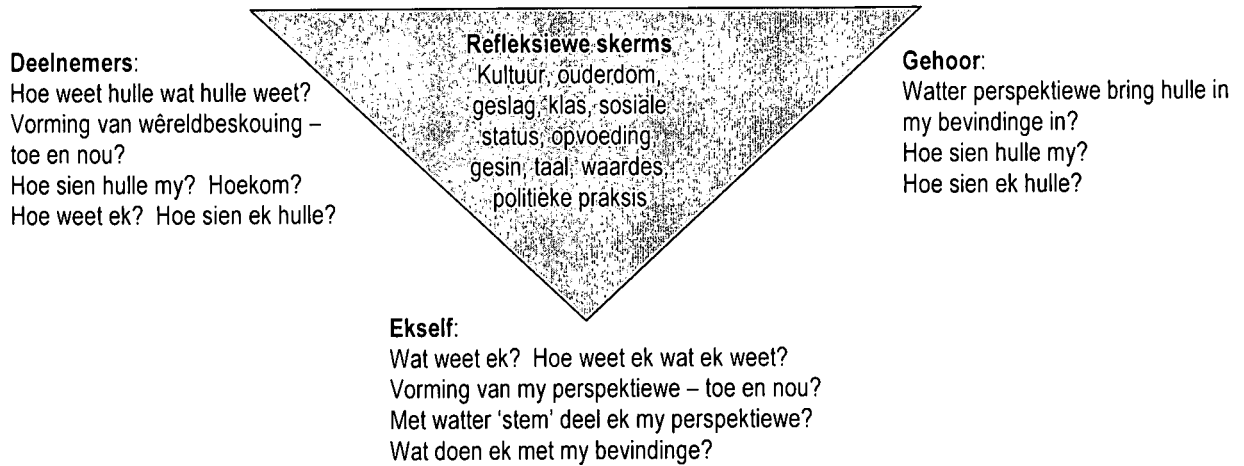 Refleksiewe skerms
Kultuur, ouderdom,
geslag, klas, sosiale
status, opvoeding
gesin, taal, waardes,
politieke praksis
Deelnemers:
Hoe weet hulle wat hulle weet?
Vorming van wêreldbeskouing –
toe en nou?
Hoe sien hulle my?  Hoekom?
Hoe weet ek?  Hoe sien ek hulle?
Gehoor:
Watter perspektiewe bring hulle in
my bevindinge in?
Hoe sien hulle my?
Hoe sien ek hulle?
Ekself:
Wat weet ek?  Hoe weet ek wat ek weet?
Vorming van my perspektiewe – toe en nou?
Met watter ‘stem’ deel ek my perspektiewe?
Wat doen ek met my bevindinge?